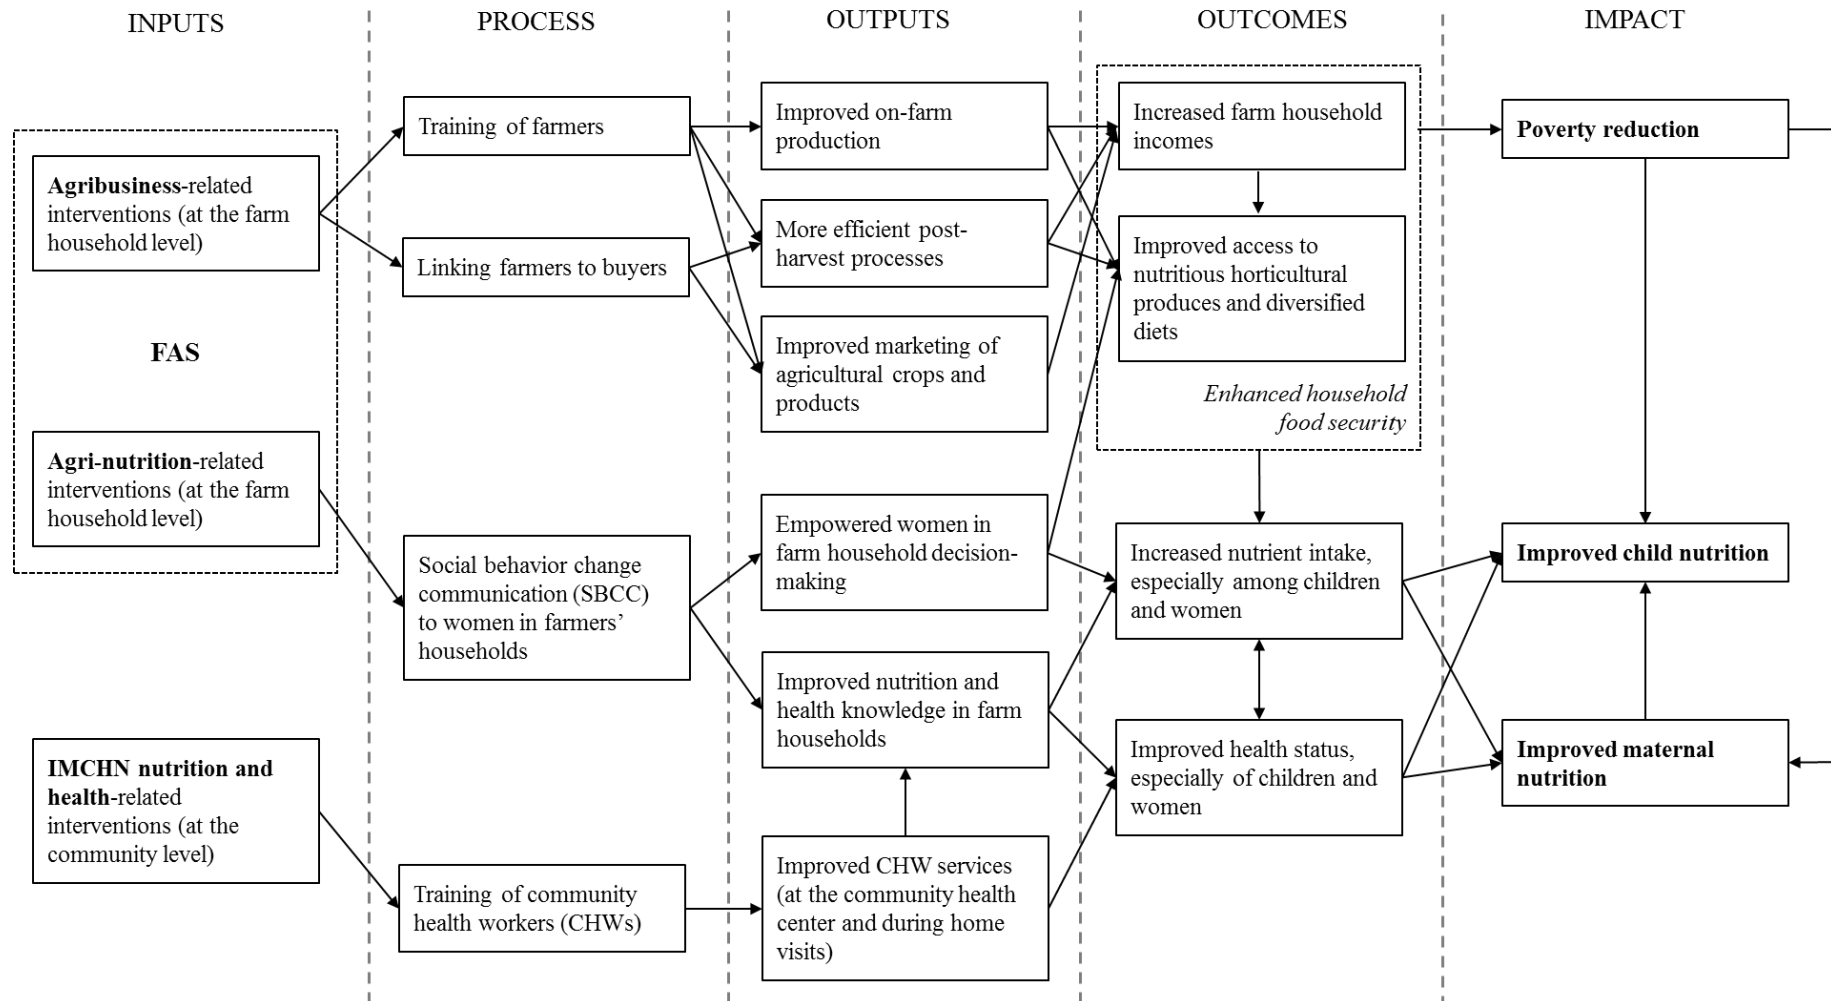 INPUTS
PROCESS
OUTPUTS
OUTCOMES
IMPACT
Agribusiness-related
interventions (at the farm
household level)
FAS
Agri-nutrition-related
interventions (at the farm
household level)
IMCHN nutrition and
health-related
interventions (at the
community level)
Training of farmers
Linking farmers to buyers
Social behavior change
communication (SBCC)
to women in farmers’
households
Training of community
health workers (CHWs)
Improved on-farm
production
More efficient post-
harvest processes
Improved marketing of
agricultural crops and
products
Empowered women in
farm household decision-
making
Improved nutrition and
health knowledge in farm
households
Improved CHW services
(at the community health
center and during home
visits)
Increased farm household
incomes
Improved access to
nutritious horticultural
produces and diversified
diets
Enhanced household
food security
Increased nutrient intake,
especially among children
and women
Improved health status,
especially of children and
women
Poverty reduction
Improved child nutrition
Improved maternal
nutrition